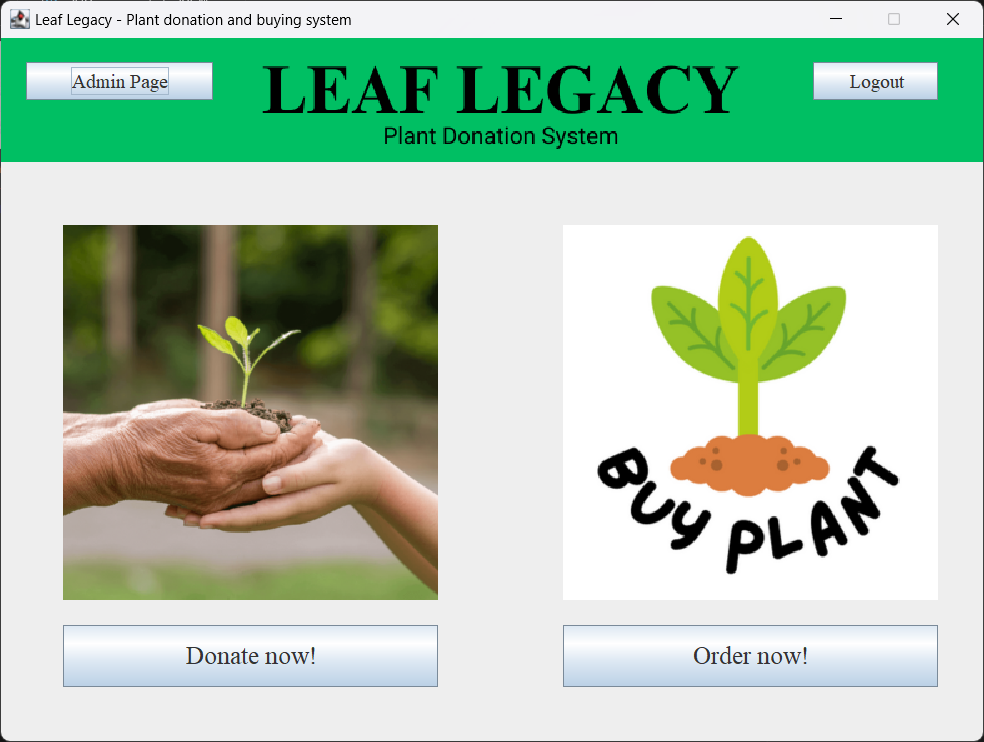 Leaf Legacy - Plant donation and buying system
Admin Page
LEAF LEGACY
Plant Donation System
Logout
BUY PLANT
Donate now!
Order now!